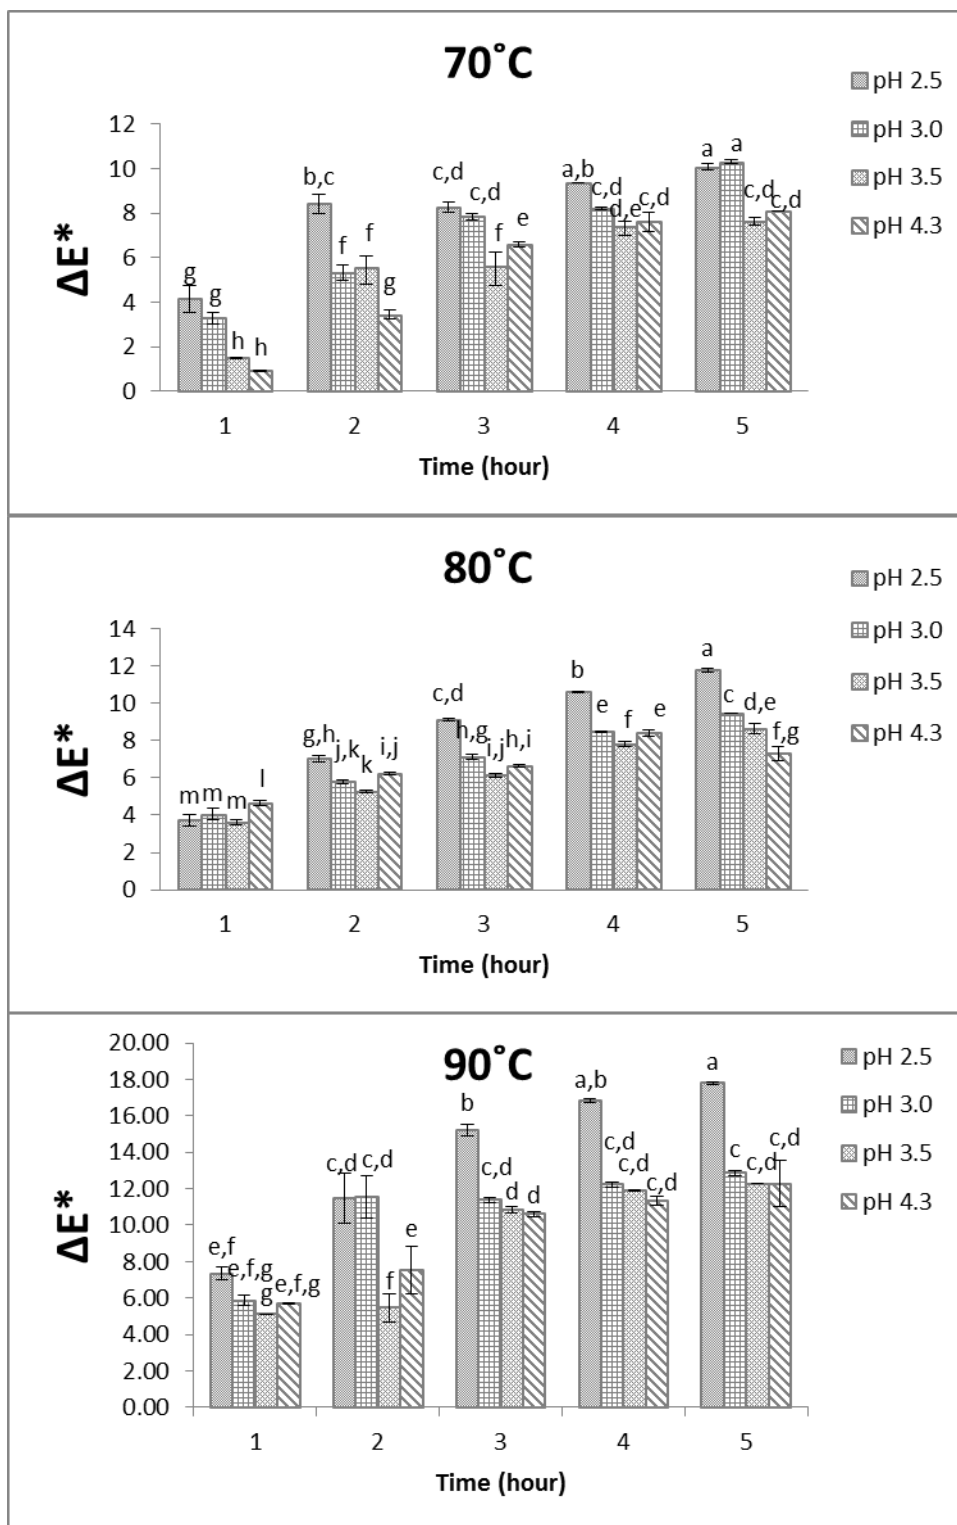 70°C
pH 2.5
pH 3.0
pH 3.5
pH 4.3
ΔE*
12
10
8
6
4
2
0
g g h h
b,c f f g
c,d c,d f e
a,b c,d d,e c,d
a a c,d c,d
1 2 3 4 5
Time (hour)
80°C
pH 2.5
pH 3.0
pH 3.5
pH 4.3
ΔE*
14
12
10
8
6
4
2
0
m m m l
g,h j,k k i,j
c,d h,g i,j h,i
b e f e
a c d,e f,g
1 2 3 4 5
Time (hour)
90°C
pH 2.5
pH 3.0
pH 3.5
pH 4.3
ΔE*
20.00
18.00
16.00
14.00
12.00
10.00
8.00
6.00
4.00
2.00
0.00
e,f e,f,g g e,f,g
c,d c,d f e
b c,d d d
a,b c,d c,d c,d
a c c,d c,d
1 2 3 4 5
Time (hour)